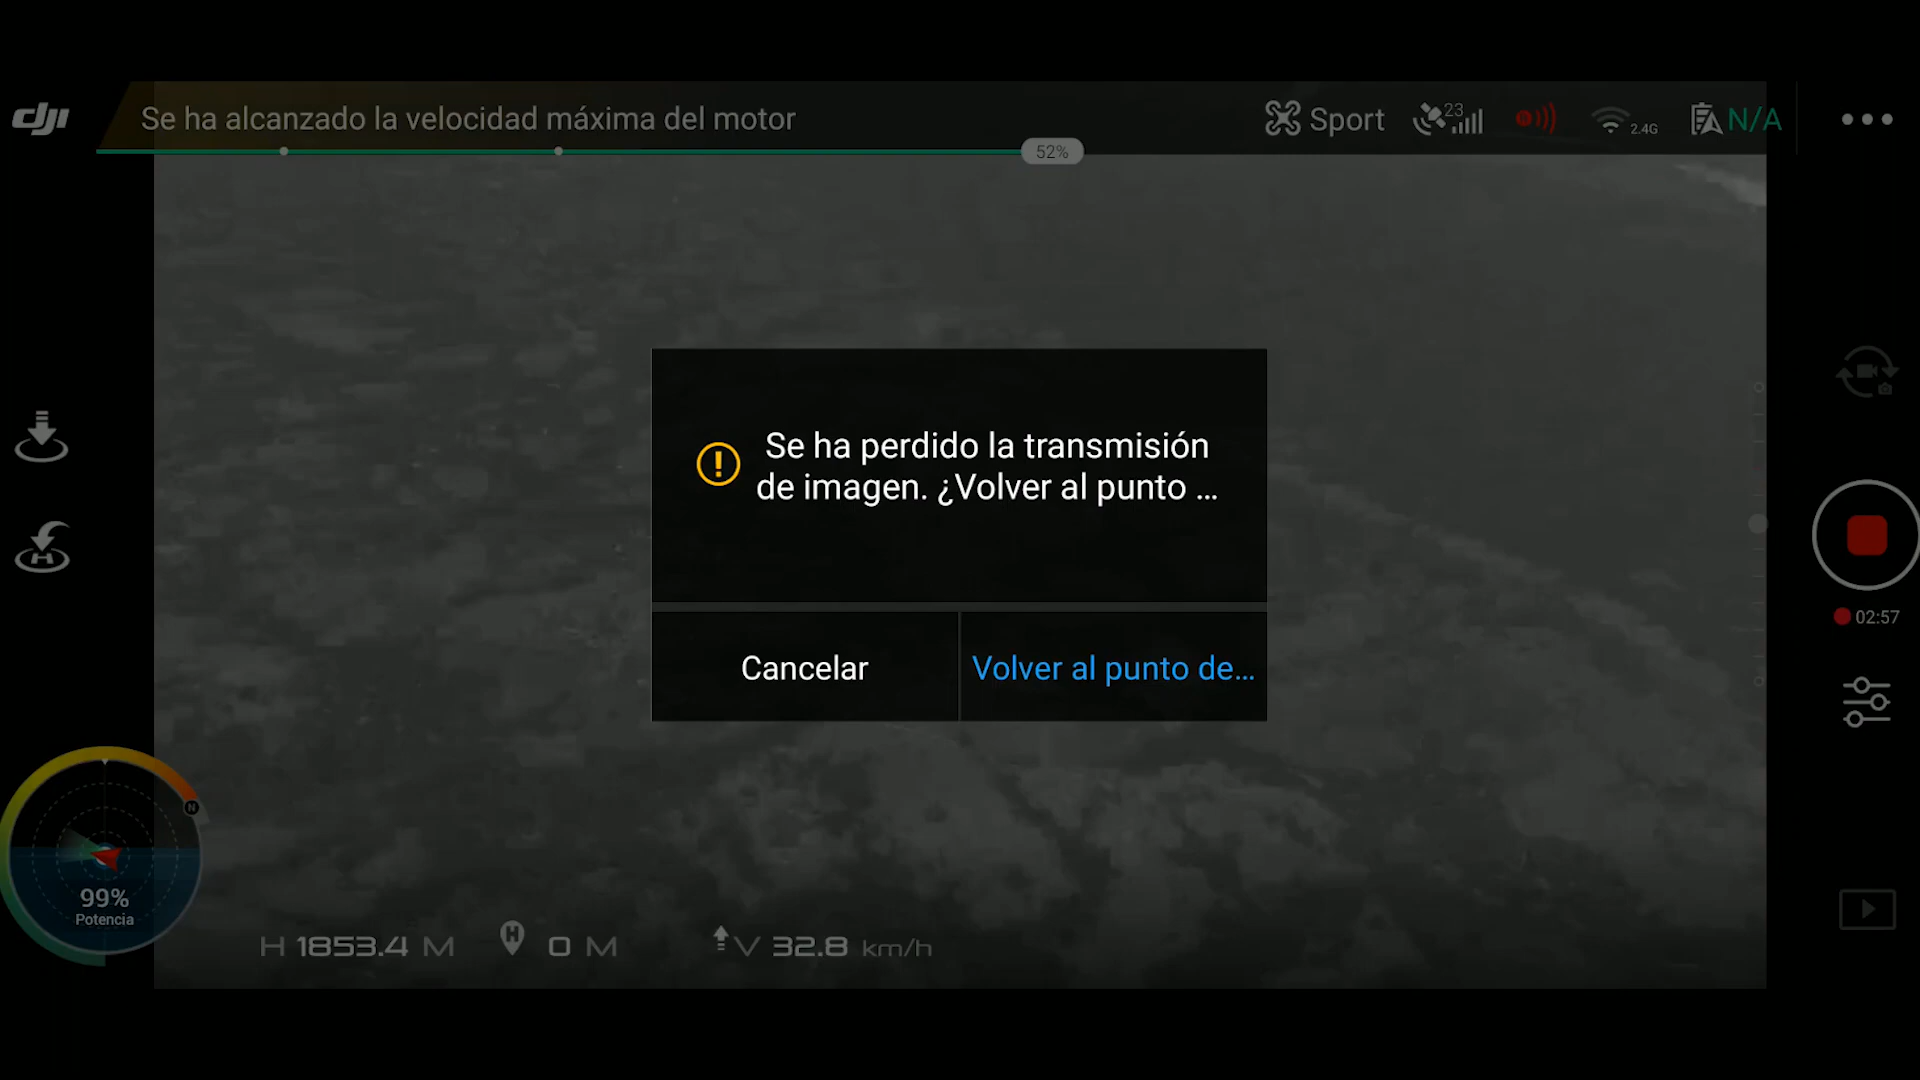 dji
Se ha alcanzado la velocidad máxima del motor
Sport
23
2.4G
N/A
52%
Se ha perdido la transmisión
de imagen. ¿Volver al punto ...
Cancelar
Volver al punto de...
02:57
N
99%
Potencia
H 1853.4 M
H 0 M
V 32.8 km/h